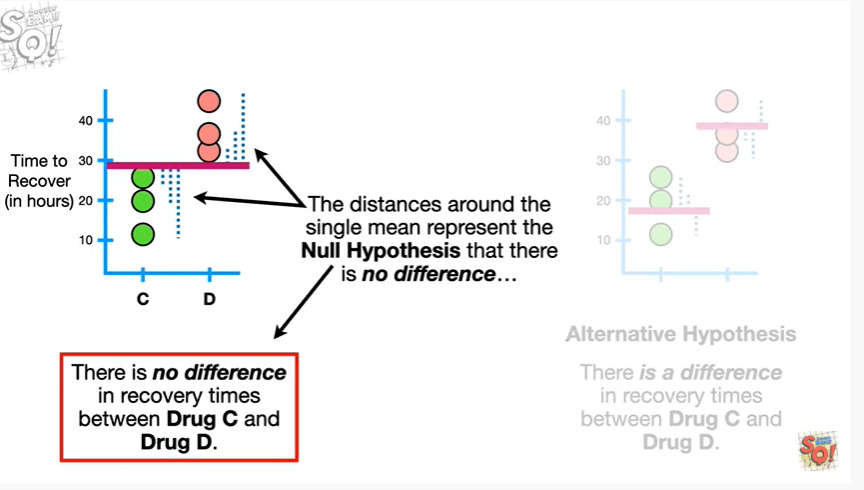 SQ!
40
30
20
10
Time to
Recover
(in hours)
C
D
The distances around the
single mean represent the
Null Hypothesis that there
is no difference…
There is no difference
in recovery times
between Drug C and
Drug D.
40
30
20
10
Alternative Hypothesis
There is a difference
in recovery times
between Drug C and
Drug D.
SQ!